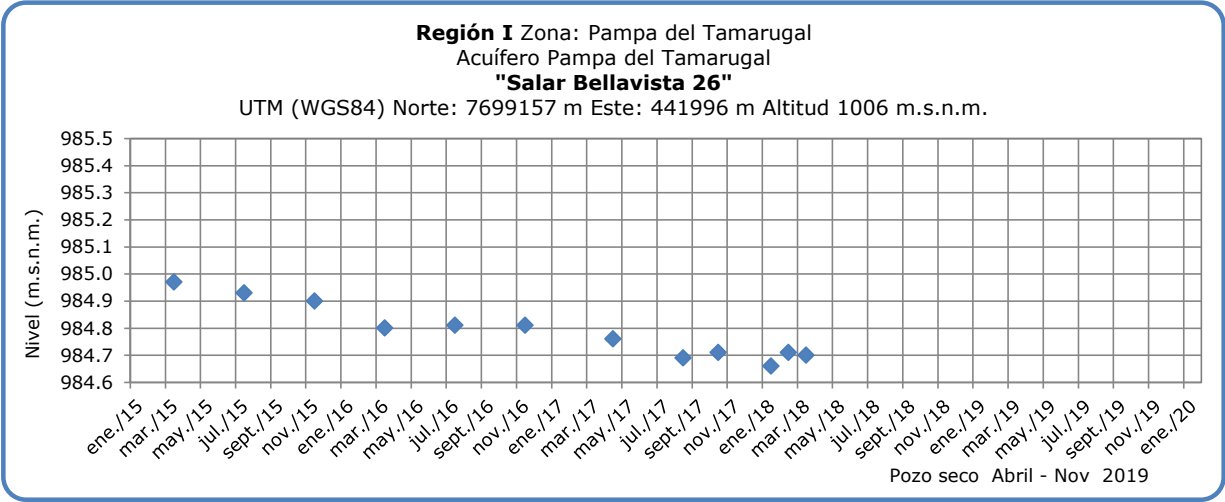 Región I Zona: Pampa del Tamarugal
Acuífero Pampa del Tamarugal
"Salar Bellavista 26"
UTM (WGS84) Norte: 7699157 m Este: 441996 m Altitud 1006 m.s.n.m.
Nivel (m.s.n.m.)
985.5
985.4
985.3
985.2
985.1
985.0
984.9
984.8
984.7
984.6
ene./15
mar./15
may./15
jul./15
sept./15
nov./15
ene./16
mar./16
may./16
jul./16
sept./16
nov./16
ene./17
mar./17
may./17
jul./17
sept./17
nov./17
ene./18
mar./18
may./18
jul./18
sept./18
nov./18
ene./19
mar./19
may./19
jul./19
sept./19
nov./19
ene./20
Pozo seco Abril - Nov 2019